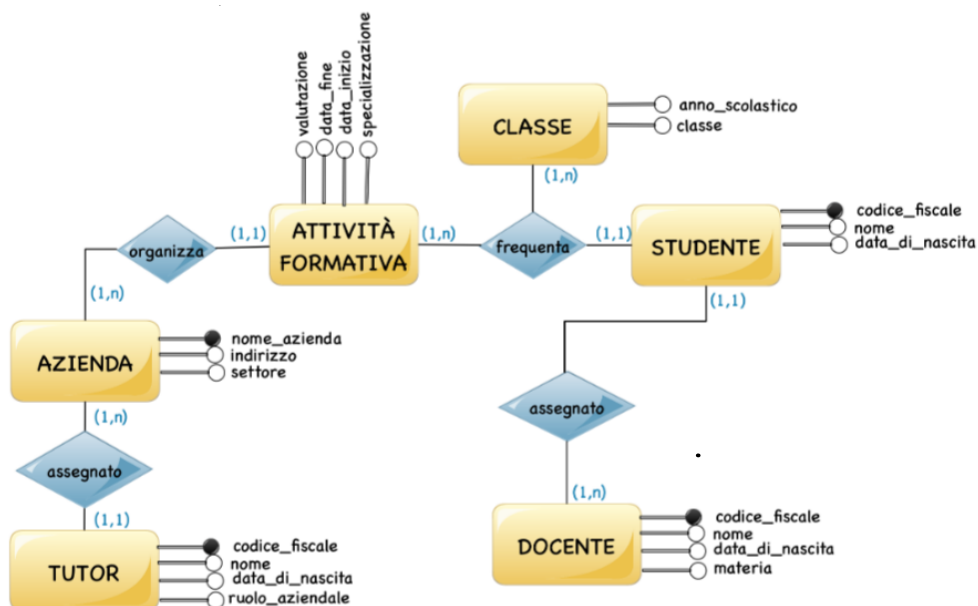 valutazione
data_fine
data_inizio
specializzazione
CLASSE
anno_scolastico
classe
(1,n)
organizza
(1,1)
ATTIVITÀ
FORMATIVA
(1,n)
frequenta
(1,1)
STUDENTE
codice_fiscale
nome
data_di_nascita
(1,n)
(1,1)
AZIENDA
nome_azienda
indirizzo
settore
(1,n)
assegnato
assegnato
(1,1)
(1,n)
TUTOR
codice_fiscale
nome
data_di_nascita
ruolo_aziendale
DOCENTE
codice_fiscale
nome
data_di_nascita
materia